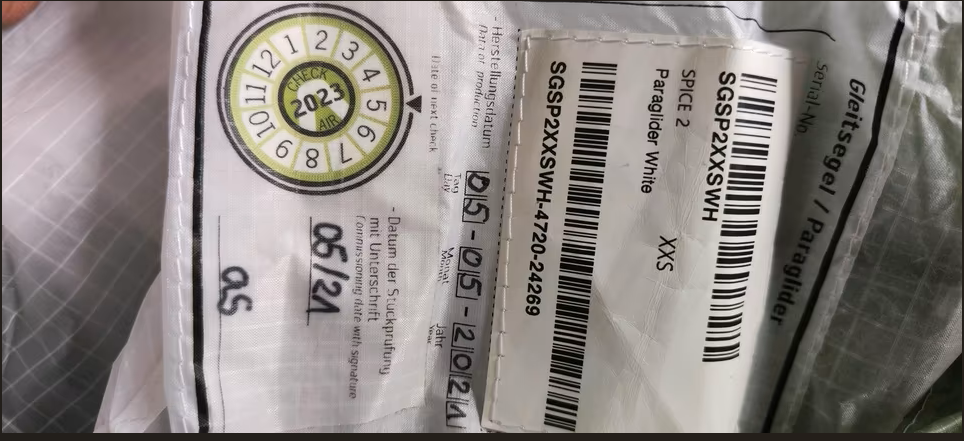 Gleitsegel / Paraglider
Serial-No.
SGSP2XXSWH
SPICE 2
Paraglider White
XXS
SGSP2XXSWH-4720-24269
- Herstellungsdatum
Data of production
05-05-2021
Tag Monat Jahr
Day Month Year
- Datum der Stückprüfung
mit Unterschrift
Commissioning date with signature
05/21
as
Date of next check
1 2 3 4 5 6 7 8 9 10 11 12
CHECK
2023
AIR